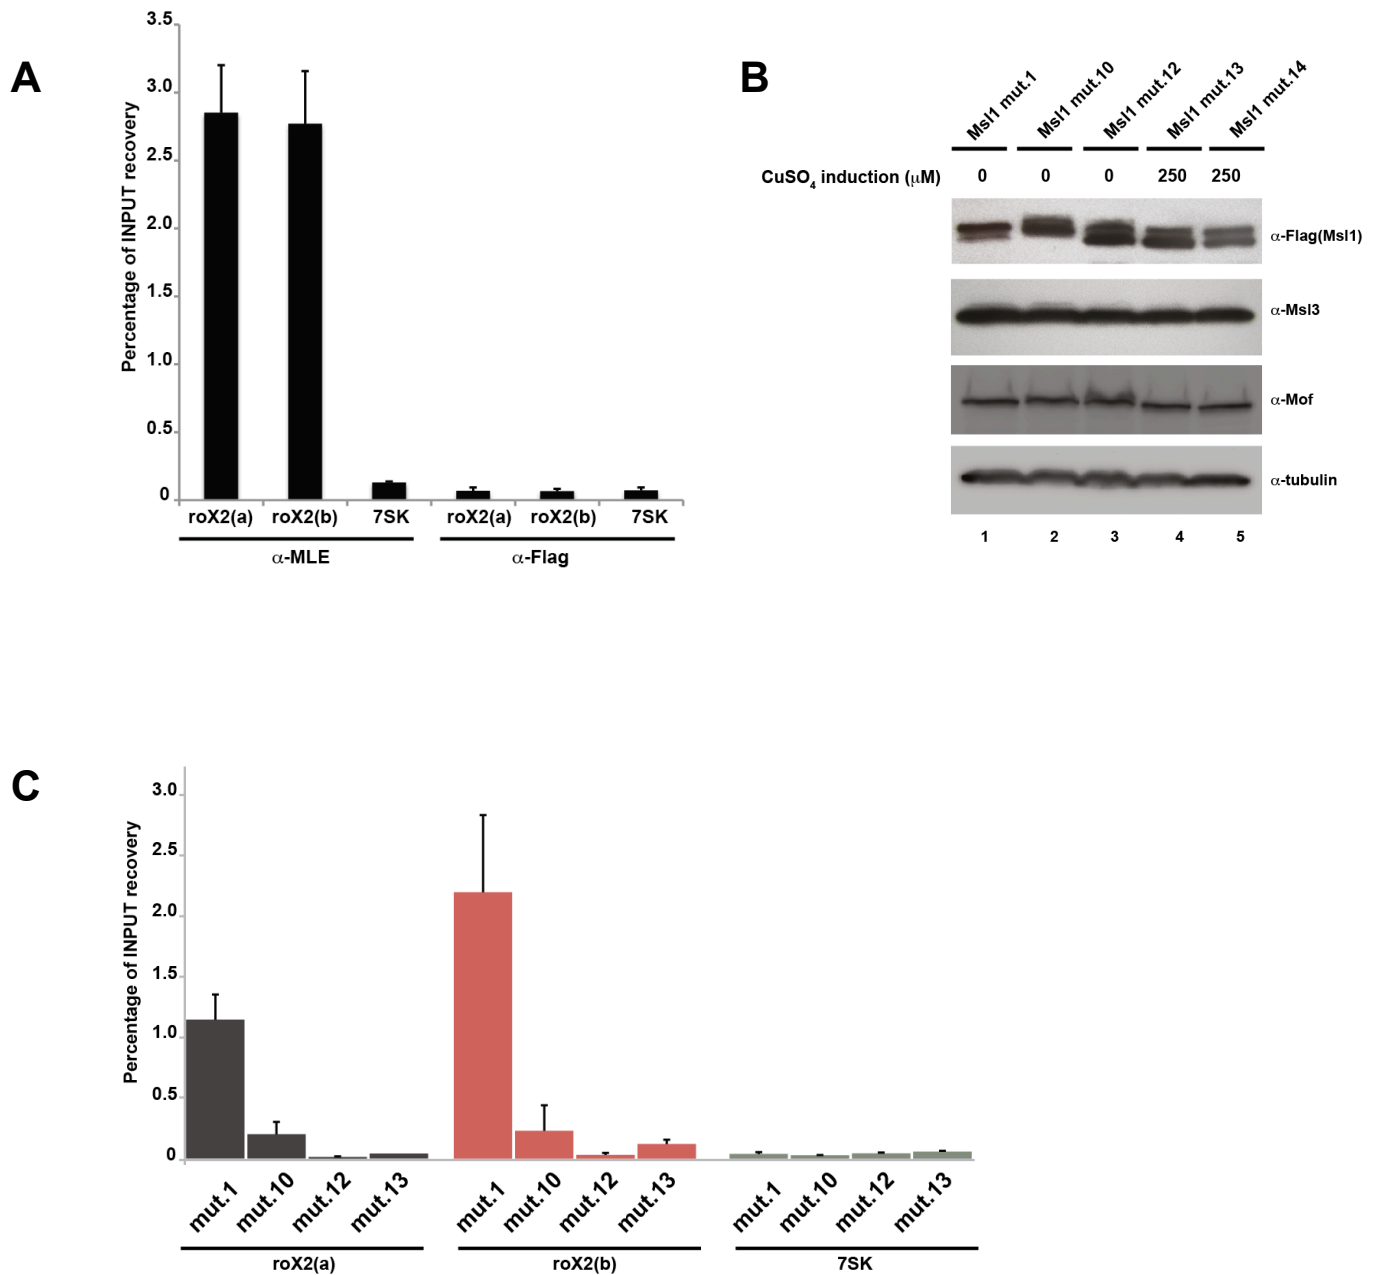 A
Percentage of INPUT recovery
3.5
3.0
2.5
2.0
1.5
1.0
0.5
0
roX2(a) roX2(b) 7SK roX2(a) roX2(b) 7SK
α-MLE α-Flag
B
Msl1 mut.1 Msl1 mut.10 Msl1 mut.12 Msl1 mut.13 Msl1 mut.14
CuSO4 induction (μM) 0 0 0 250 250
α-Flag(Msl1)
α-Msl3
α-Mof
α-tubulin
1 2 3 4 5
C
Percentage of INPUT recovery
3.0
2.5
2.0
1.5
1.0
0.5
0
mut.1 mut.10 mut.12 mut.13 mut.1 mut.10 mut.12 mut.13 mut.1 mut.10 mut.12 mut.13
roX2(a) roX2(b) 7SK